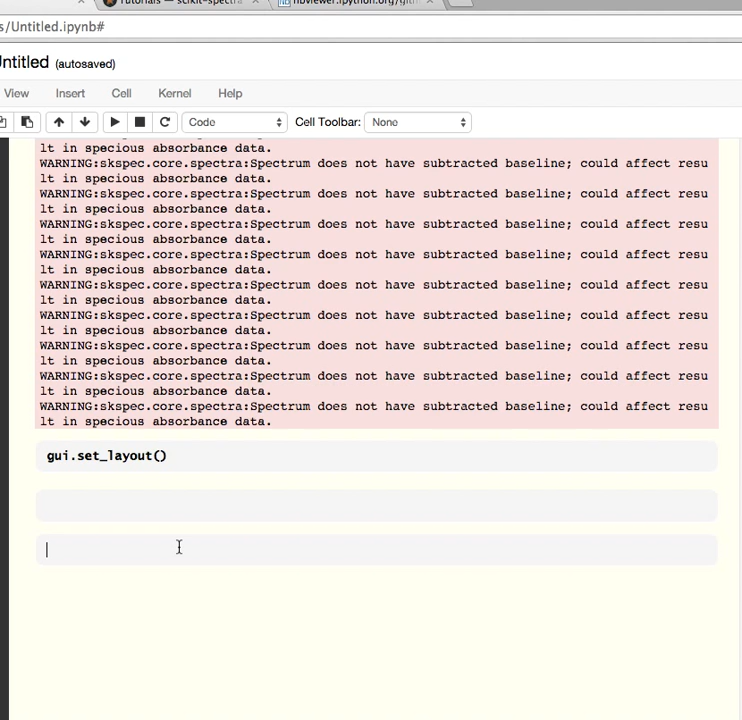 Tutorials — scikit-spectra
nbviewer.ipython.org/gith
s/Untitled.ipynb#
Untitled (autosaved)
View Insert Cell Kernel Help
Code Cell Toolbar: None
lt in specious absorbance data.
WARNING:skspec.core.spectra:Spectrum does not have subtracted baseline; could affect resu
lt in specious absorbance data.
WARNING:skspec.core.spectra:Spectrum does not have subtracted baseline; could affect resu
lt in specious absorbance data.
WARNING:skspec.core.spectra:Spectrum does not have subtracted baseline; could affect resu
lt in specious absorbance data.
WARNING:skspec.core.spectra:Spectrum does not have subtracted baseline; could affect resu
lt in specious absorbance data.
WARNING:skspec.core.spectra:Spectrum does not have subtracted baseline; could affect resu
lt in specious absorbance data.
WARNING:skspec.core.spectra:Spectrum does not have subtracted baseline; could affect resu
lt in specious absorbance data.
WARNING:skspec.core.spectra:Spectrum does not have subtracted baseline; could affect resu
lt in specious absorbance data.
WARNING:skspec.core.spectra:Spectrum does not have subtracted baseline; could affect resu
lt in specious absorbance data.
WARNING:skspec.core.spectra:Spectrum does not have subtracted baseline; could affect resu
lt in specious absorbance data.
gui.set_layout()